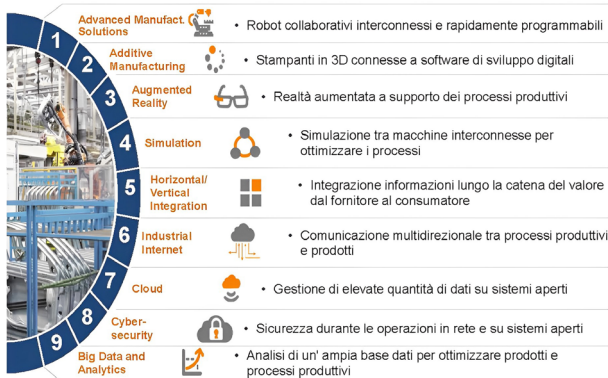 1
Advanced Manufact.
Solutions
• Robot collaborativi interconnessi e rapidamente programmabili
2
Additive
Manufacturing
• Stampanti in 3D connesse a software di sviluppo digitali
3
Augmented
Reality
• Realtà aumentata a supporto dei processi produttivi
4
Simulation
• Simulazione tra macchine interconnesse per
ottimizzare i processi
5
Horizontal/
Vertical
Integration
• Integrazione informazioni lungo la catena del valore
dal fornitore al consumatore
6
Industrial
Internet
• Comunicazione multidirezionale tra processi produttivi
e prodotti
7
Cloud
• Gestione di elevate quantità di dati su sistemi aperti
8
Cyber-
security
• Sicurezza durante le operazioni in rete e su sistemi aperti
9
Big Data and
Analytics
• Analisi di un' ampia base dati per ottimizzare prodotti e
processi produttivi